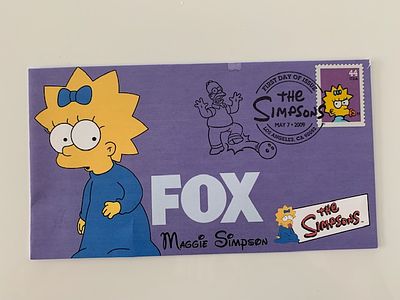 FIRST DAY OF ISSUE
THE
SIMPSONS
MAY 7 • 2009
LOS ANGELES, CA
44
FOX
Maggie Simpson
THE
SIMPSONS